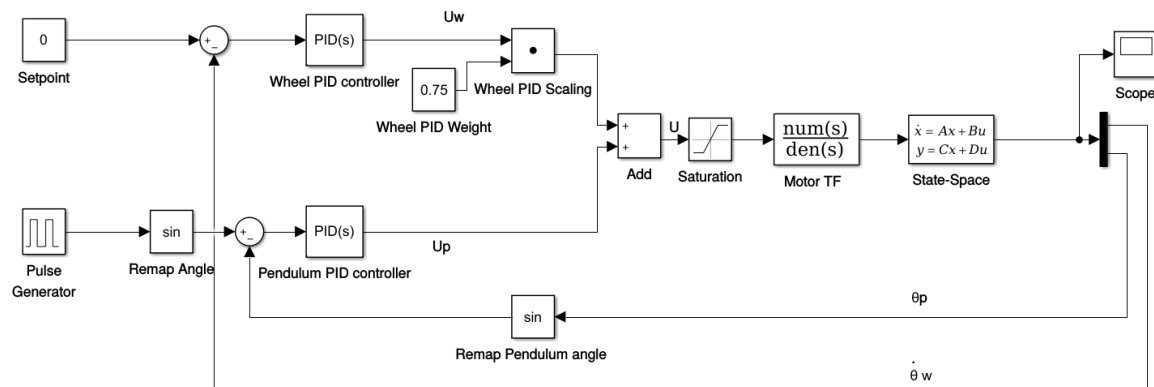 Uw
0
+
−
PID(s)
Setpoint
Wheel PID controller
0.75
Wheel PID Scaling
Wheel PID Weight
Scope
+
+
U
num(s)
den(s)
ẋ = Ax + Bu
y = Cx + Du
Add
Saturation
Motor TF
State-Space
sin
+
−
PID(s)
Up
Pulse
Generator
Remap Angle
Pendulum PID controller
sin
θp
Remap Pendulum angle
θ̇ w